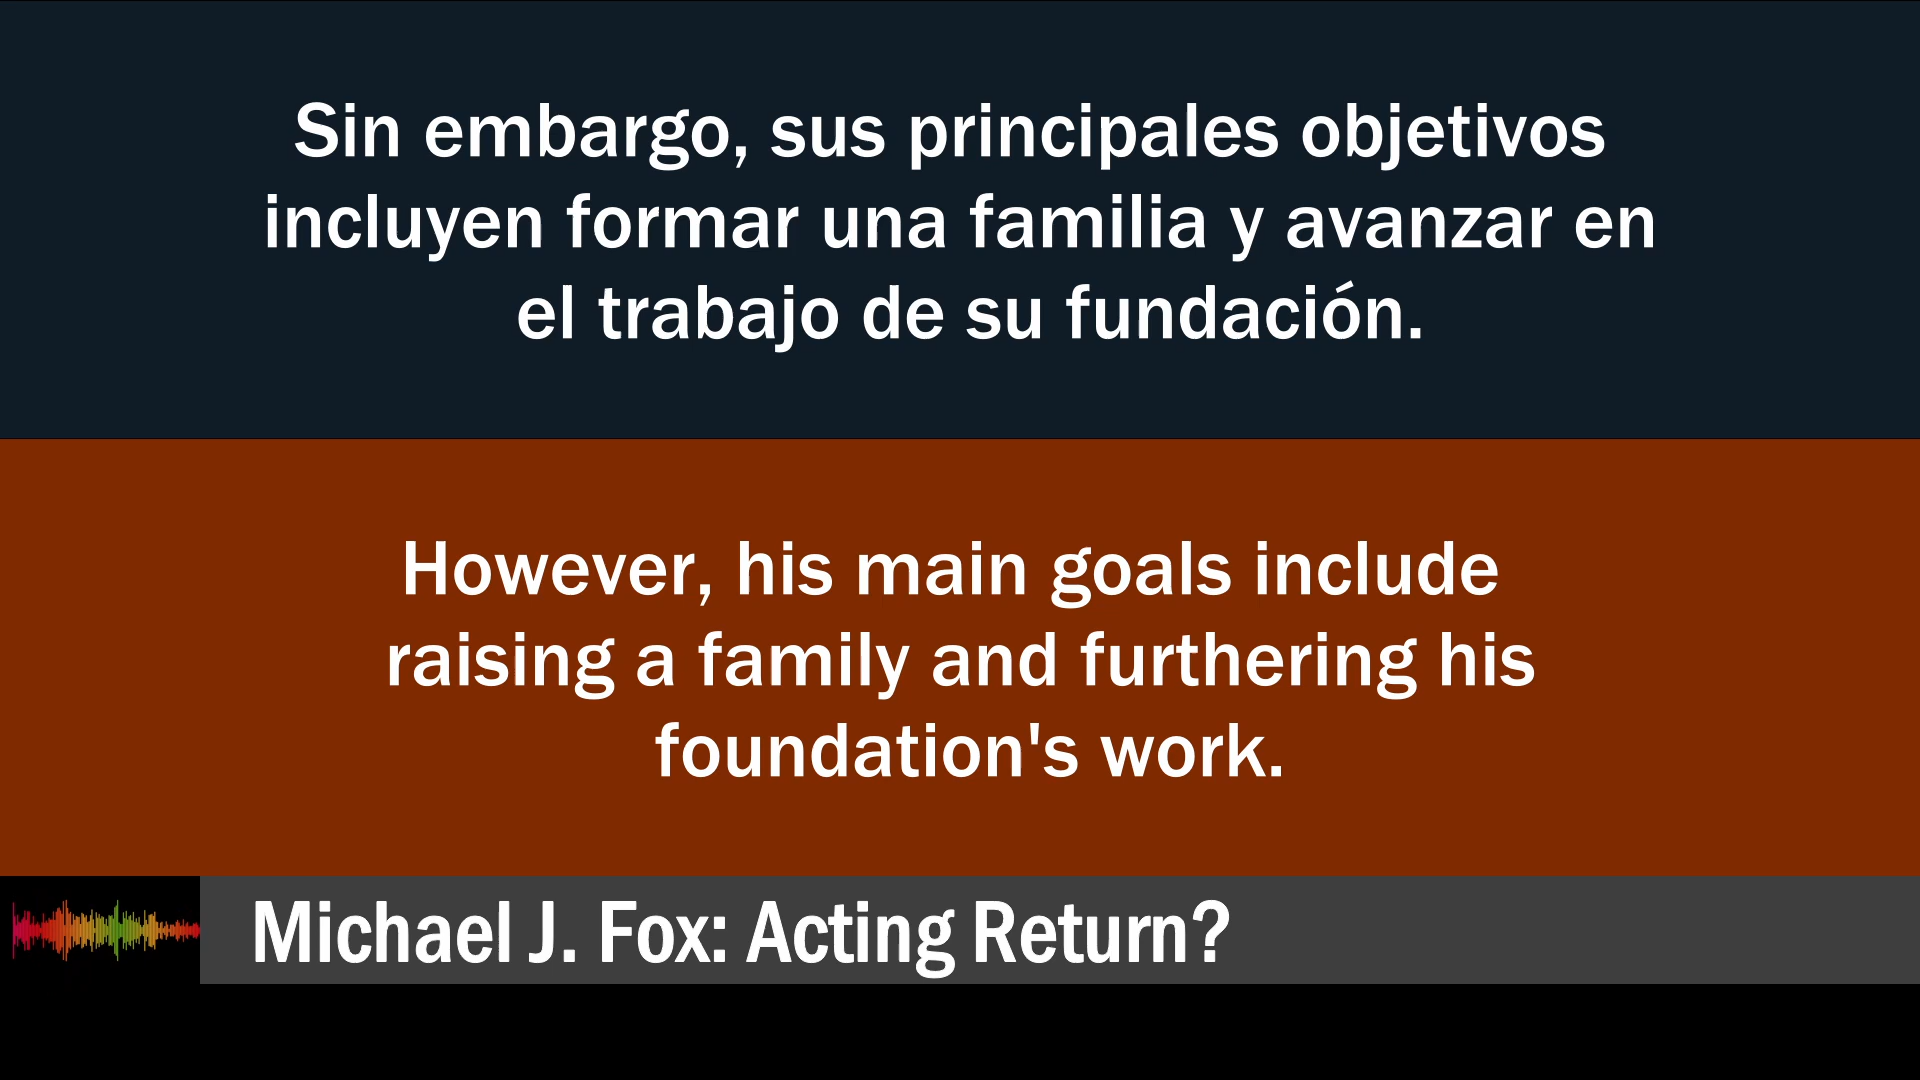 Sin embargo, sus principales objetivos
incluyen formar una familia y avanzar en
el trabajo de su fundación.
However, his main goals include
raising a family and furthering his
foundation's work.
Michael J. Fox: Acting Return?